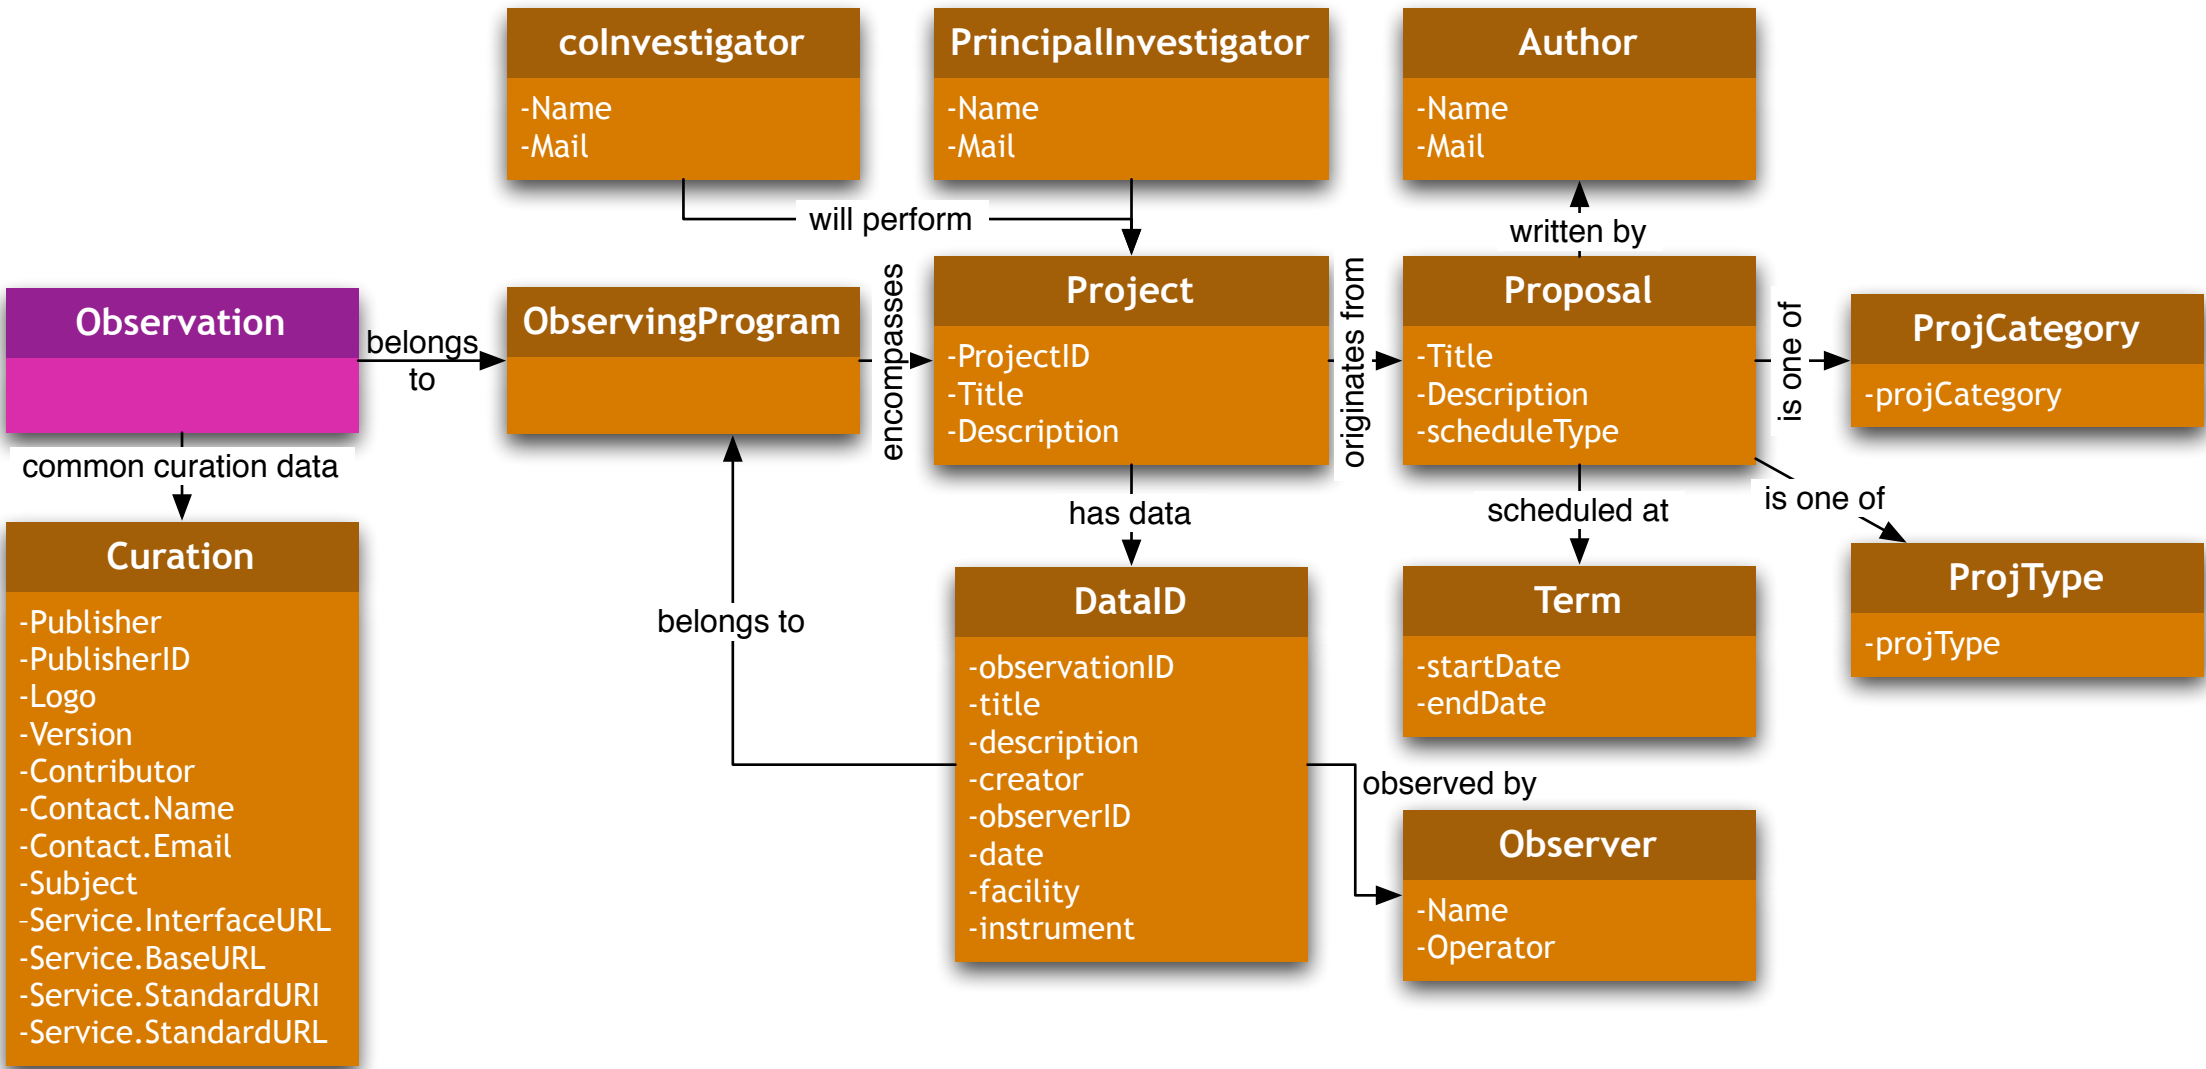 coInvestigator
-Name
-Mail
PrincipalInvestigator
-Name
-Mail
Author
-Name
-Mail
will perform
written by
Observation
belongs
to
ObservingProgram
encompasses
Project
-ProjectID
-Title
-Description
originates from
Proposal
-Title
-Description
-scheduleType
is one of
ProjCategory
-projCategory
common curation data
has data
scheduled at
is one of
Curation
-Publisher
-PublisherID
-Logo
-Version
-Contributor
-Contact.Name
-Contact.Email
-Subject
-Service.InterfaceURL
-Service.BaseURL
-Service.StandardURI
-Service.StandardURL
belongs to
DataID
-observationID
-title
-description
-creator
-observerID
-date
-facility
-instrument
Term
-startDate
-endDate
ProjType
-projType
observed by
Observer
-Name
-Operator